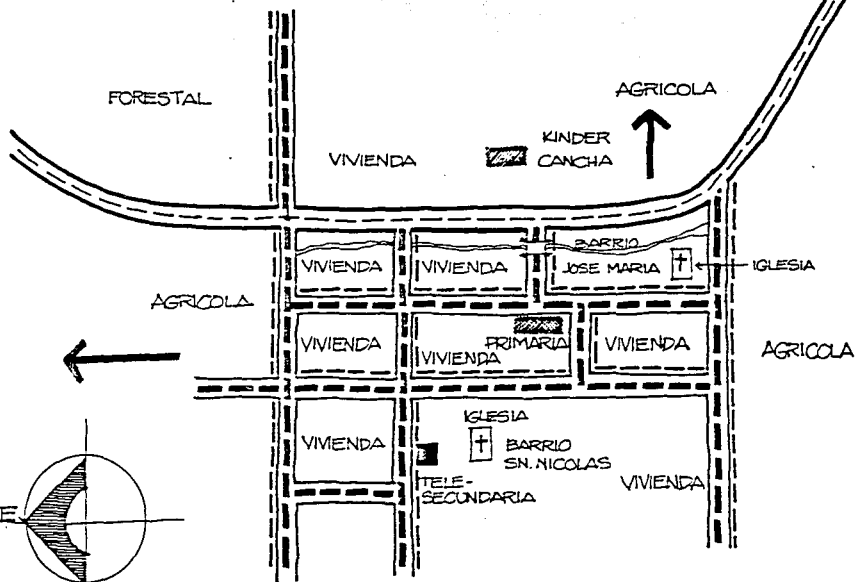 FORESTAL
AGRICOLA
KINDER
CANCHA
VIVIENDA
BARRIO
JOSE MARIA
IGLESIA
VIVIENDA
VIVIENDA
AGRICOLA
VIVIENDA
VIVIENDA
PRIMARIA
VIVIENDA
AGRICOLA
IGLESIA
VIVIENDA
BARRIO
SN. NICOLAS
TELE-
SECUNDARIA
VIVIENDA
E